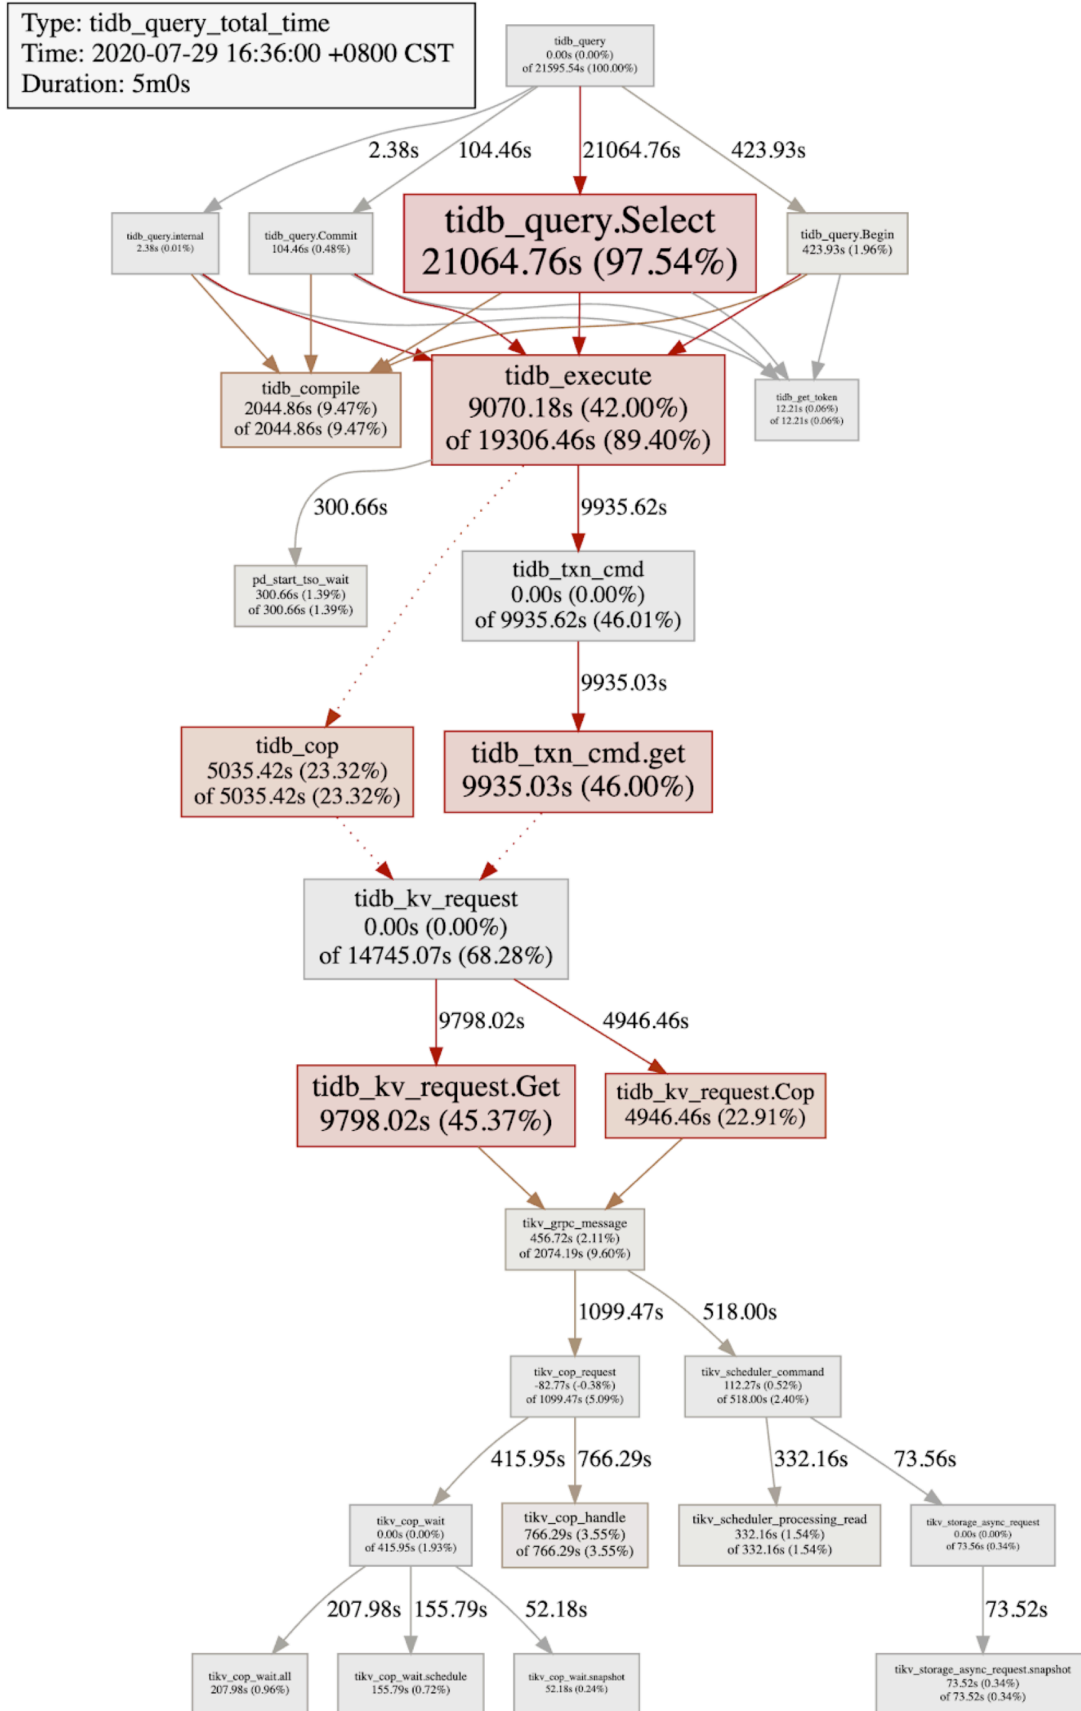 Type: tidb_query_total_time
Time: 2020-07-29 16:36:00 +0800 CST
Duration: 5m0s
tidb_query
0.00s (0.00%)
of 21595.54s (100.00%)
2.38s
104.46s
21064.76s
423.93s
tidb_query.internal
2.38s (0.01%)
tidb_query.Commit
104.46s (0.48%)
tidb_query.Select
21064.76s (97.54%)
tidb_query.Begin
423.93s (1.96%)
tidb_compile
2044.86s (9.47%)
of 2044.86s (9.47%)
tidb_execute
9070.18s (42.00%)
of 19306.46s (89.40%)
tidb_get_token
12.21s (0.06%)
of 12.21s (0.06%)
300.66s
9935.62s
pd_start_tso_wait
300.66s (1.39%)
of 300.66s (1.39%)
tidb_txn_cmd
0.00s (0.00%)
of 9935.62s (46.01%)
9935.03s
tidb_cop
5035.42s (23.32%)
of 5035.42s (23.32%)
tidb_txn_cmd.get
9935.03s (46.00%)
tidb_kv_request
0.00s (0.00%)
of 14745.07s (68.28%)
9798.02s
4946.46s
tidb_kv_request.Get
9798.02s (45.37%)
tidb_kv_request.Cop
4946.46s (22.91%)
tikv_grpc_message
456.72s (2.11%)
of 2074.19s (9.60%)
1099.47s
518.00s
tikv_cop_request
-82.77s (-0.38%)
of 1099.47s (5.09%)
tikv_scheduler_command
112.27s (0.52%)
of 518.00s (2.40%)
415.95s
766.29s
332.16s
73.56s
tikv_cop_wait
0.00s (0.00%)
of 415.95s (1.93%)
tikv_cop_handle
766.29s (3.55%)
of 766.29s (3.55%)
tikv_scheduler_processing_read
332.16s (1.54%)
of 332.16s (1.54%)
tikv_storage_async_request
0.00s (0.00%)
of 73.56s (0.34%)
207.98s
155.79s
52.18s
73.52s
tikv_cop_wait.all
207.98s (0.96%)
tikv_cop_wait.schedule
155.79s (0.72%)
tikv_cop_wait.snapshot
52.18s (0.24%)
tikv_storage_async_request.snapshot
73.52s (0.34%)
of 73.52s (0.34%)